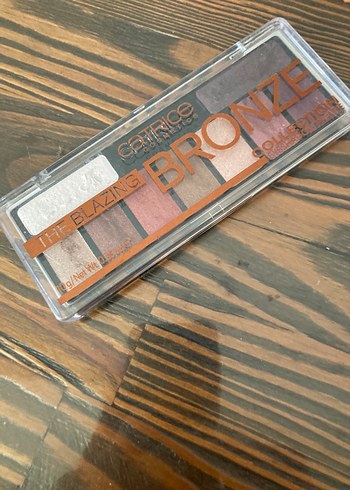 CATRICE
COSMETICS
THE BLAZING
BRONZE
COLLECTION